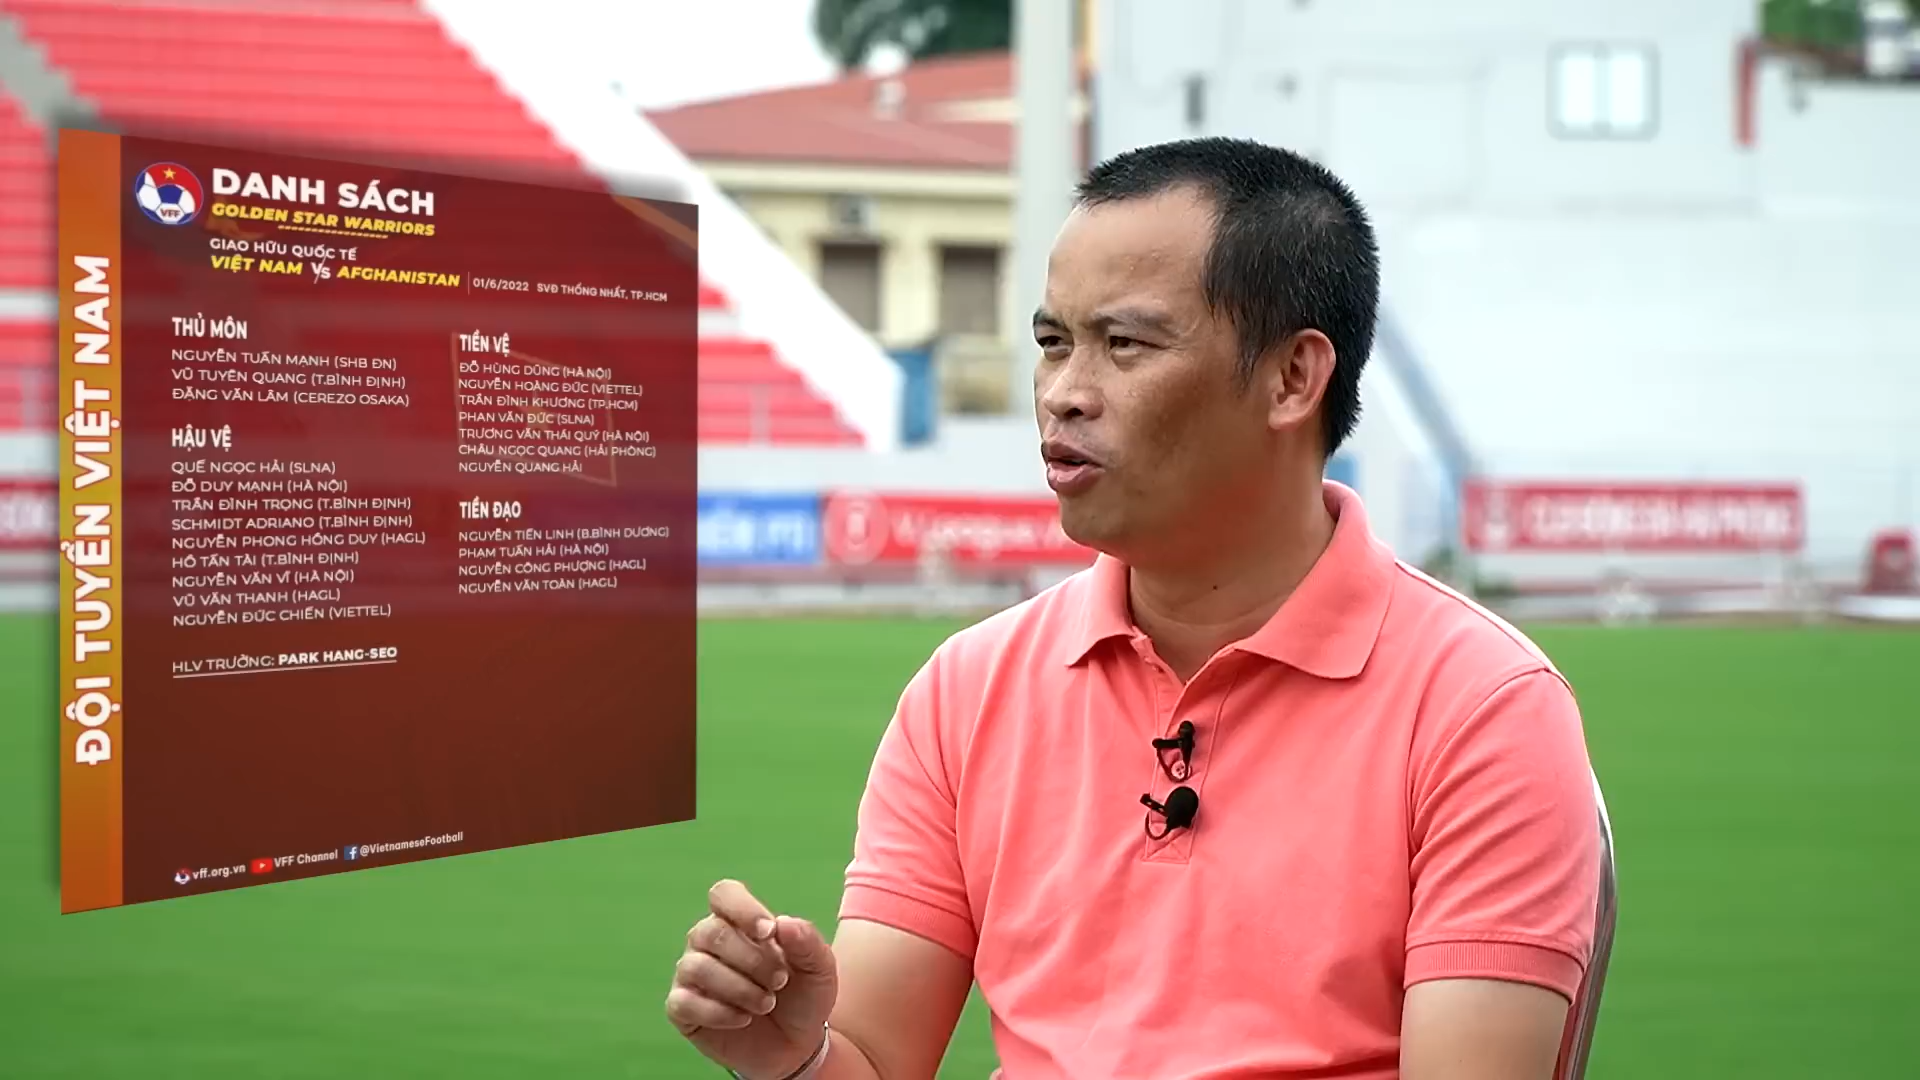 ĐỘI TUYỂN VIỆT NAM
VFF
DANH SÁCH
GOLDEN STAR WARRIORS
GIAO HỮU QUỐC TẾ
VIỆT NAM VS AFGHANISTAN
01/6/2022 SVĐ THỐNG NHẤT, TP.HCM
THỦ MÔN
NGUYỄN TUẤN MẠNH (SHB ĐN)
VŨ TUYÊN QUANG (T.BÌNH ĐỊNH)
ĐẶNG VĂN LÂM (CEREZO OSAKA)
HẬU VỆ
QUẾ NGỌC HẢI (SLNA)
ĐỖ DUY MẠNH (HÀ NỘI)
TRẦN ĐÌNH TRỌNG (T.BÌNH ĐỊNH)
SCHMIDT ADRIANO (T.BÌNH ĐỊNH)
NGUYỄN PHONG HỒNG DUY (HAGL)
HỒ TẤN TÀI (T.BÌNH ĐỊNH)
NGUYỄN VĂN VĨ (HÀ NỘI)
VŨ VĂN THANH (HAGL)
NGUYỄN ĐỨC CHIẾN (VIETTEL)
HLV TRƯỞNG: PARK HANG-SEO
TIỀN VỆ
ĐỖ HÙNG DŨNG (HÀ NỘI)
NGUYỄN HOÀNG ĐỨC (VIETTEL)
TRẦN ĐÌNH KHƯƠNG (TP.HCM)
PHAN VĂN ĐỨC (SLNA)
TRƯƠNG VĂN THÁI QUÝ (HÀ NỘI)
CHÂU NGỌC QUANG (HẢI PHÒNG)
NGUYỄN QUANG HẢI
TIỀN ĐẠO
NGUYỄN TIẾN LINH (B.BÌNH DƯƠNG)
PHẠM TUẤN HẢI (HÀ NỘI)
NGUYỄN CÔNG PHƯỢNG (HAGL)
NGUYỄN VĂN TOÀN (HAGL)
vff.org.vn VFF Channel @VietnameseFootball